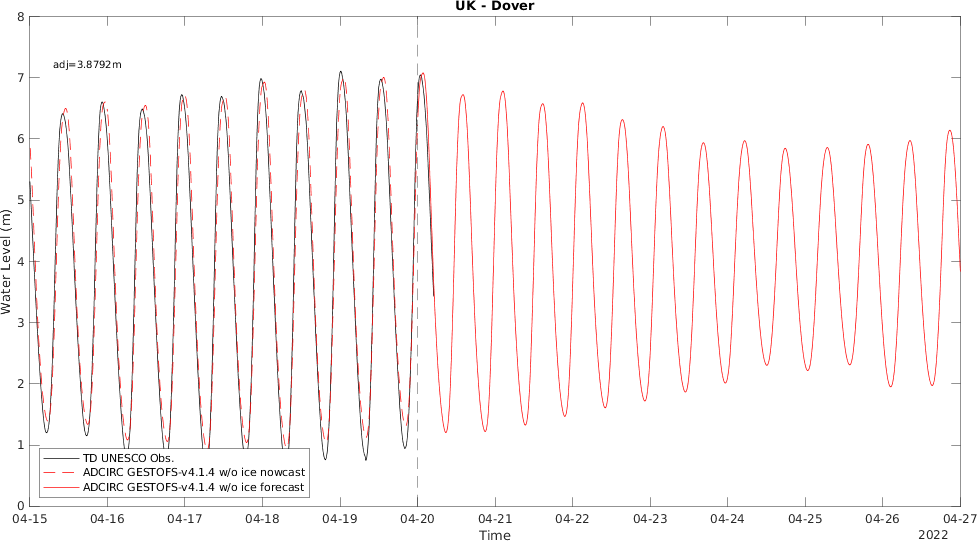 UK - Dover
8
adj=3.8792m
7
6
5
4
3
2
1
0
Water Level (m)
TD UNESCO Obs.
ADCIRC GESTOFS-v4.1.4 w/o ice nowcast
ADCIRC GESTOFS-v4.1.4 w/o ice forecast
04-15 04-16 04-17 04-18 04-19 04-20 04-21 04-22 04-23 04-24 04-25 04-26 04-27
Time
2022